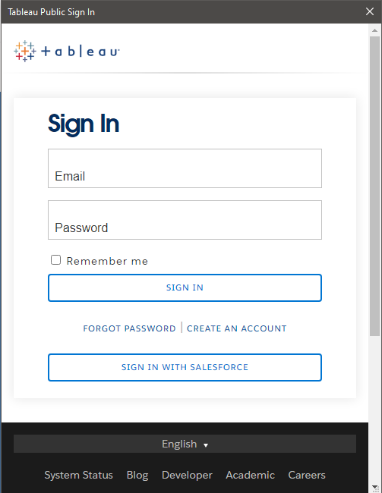 Tableau Public Sign In
+ a b l e a u
Sign In
Email
Password
Remember me
SIGN IN
FORGOT PASSWORD | CREATE AN ACCOUNT
SIGN IN WITH SALESFORCE
English
System Status Blog Developer Academic Careers